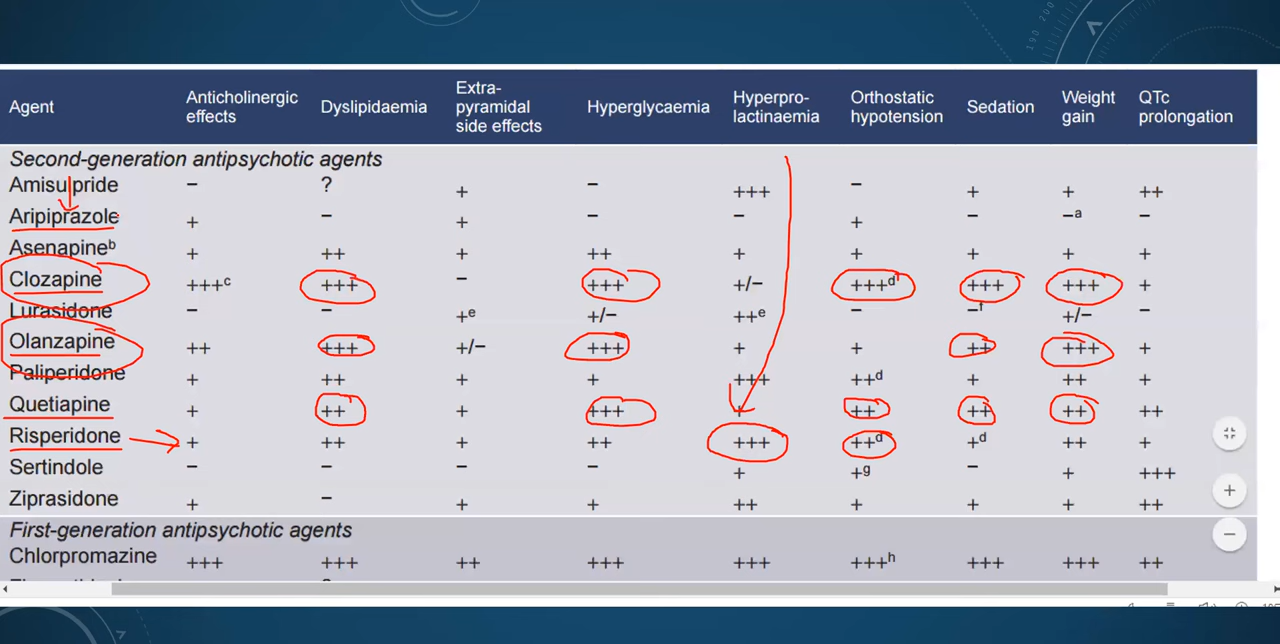 Agent Anticholinergic effects Dyslipidaemia Extra-pyramidal side effects Hyperglycaemia Hyperpro-lactinaemia Orthostatic hypotension Sedation Weight gain QTc prolongation
Second-generation antipsychotic agents
Amisulpride − ? + − +++ − + + ++
Aripiprazole + − + − − + − −a −
Asenapineb + ++ + ++ + + + + +
Clozapine +++c +++ − +++ +/− +++d +++ +++ +
Lurasidone − − +e +/− ++e − −f +/− −
Olanzapine ++ +++ +/− +++ + + ++ +++ +
Paliperidone + ++ + + +++ ++d + ++ +
Quetiapine + ++ + +++ + ++ ++ ++ ++
Risperidone + ++ + ++ +++ ++d +d ++ +
Sertindole − − − − + +g − + +++
Ziprasidone + − + + ++ + + + ++
First-generation antipsychotic agents
Chlorpromazine +++ +++ ++ +++ +++ +++h +++ +++ ++